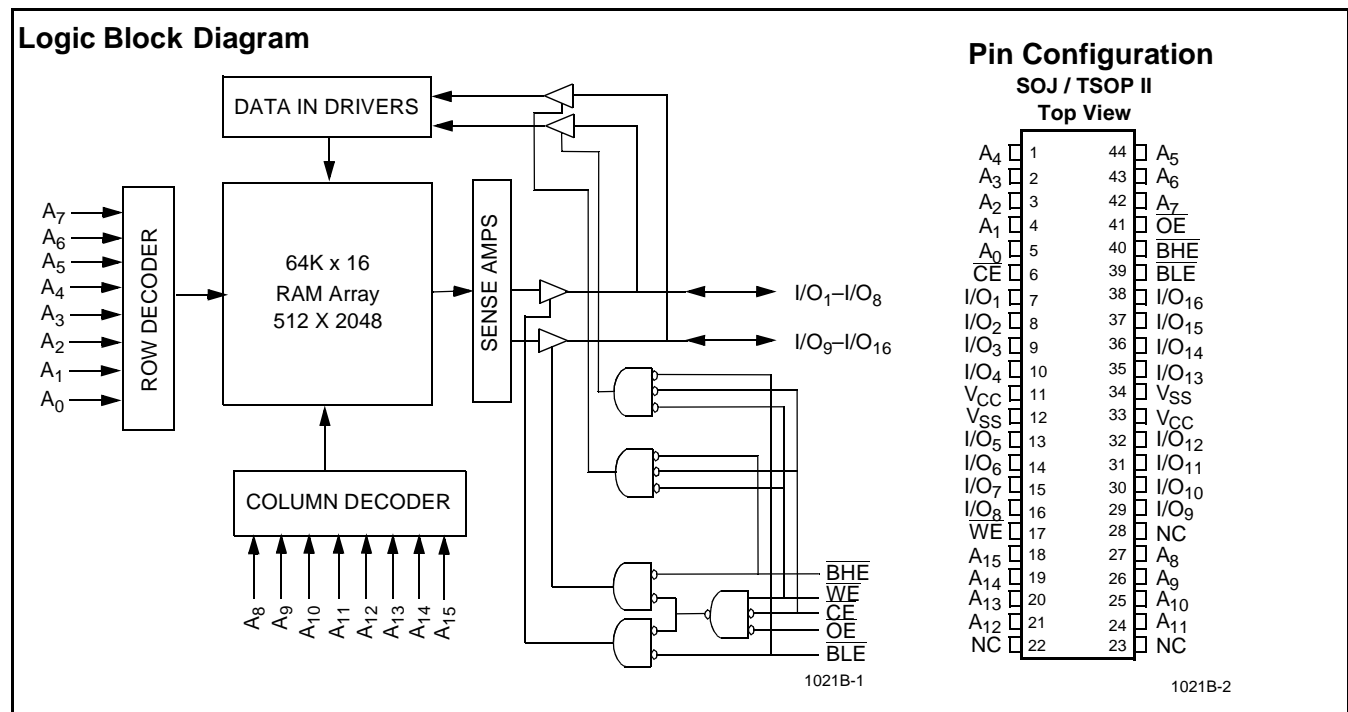 Logic Block Diagram
DATA IN DRIVERS
A7
A6
A5
A4
A3
A2
A1
A0
ROW DECODER
64K x 16
RAM Array
512 X 2048
SENSE AMPS
I/O1–I/O8
I/O9–I/O16
COLUMN DECODER
A8
A9
A10
A11
A12
A13
A14
A15
BHE
WE
CE
OE
BLE
1021B-1
Pin Configuration
SOJ / TSOP II
Top View
A4 1 44 A5
A3 2 43 A6
A2 3 42 A7
A1 4 41 OE
A0 5 40 BHE
CE 6 39 BLE
I/O1 7 38 I/O16
I/O2 8 37 I/O15
I/O3 9 36 I/O14
I/O4 10 35 I/O13
VCC 11 34 VSS
VSS 12 33 VCC
I/O5 13 32 I/O12
I/O6 14 31 I/O11
I/O7 15 30 I/O10
I/O8 16 29 I/O9
WE 17 28 NC
A15 18 27 A8
A14 19 26 A9
A13 20 25 A10
A12 21 24 A11
NC 22 23 NC
1021B-2